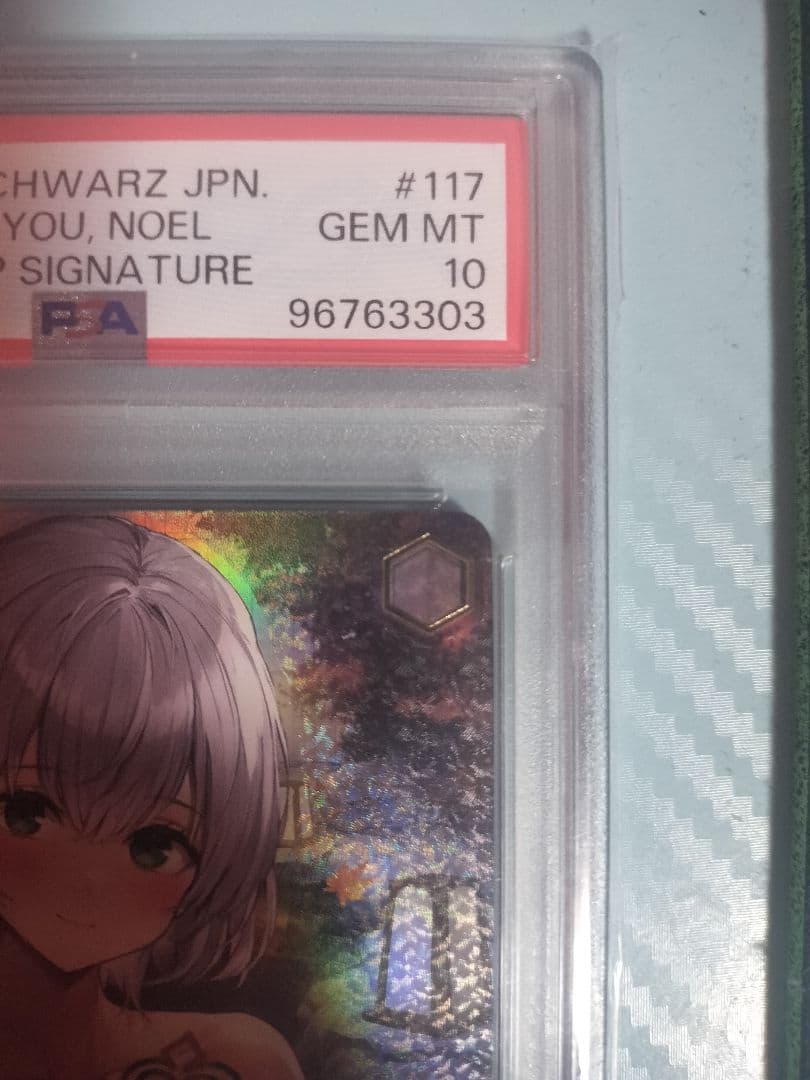 CHWARZ JPN. #117
YOU, NOEL GEM MT
SIGNATURE 10
PSA 96763303